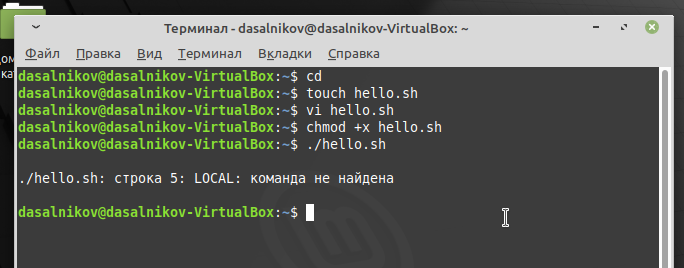 Терминал - dasalnikov@dasalnikov-VirtualBox: ~
Файл Правка Вид Терминал Вкладки Справка
dasalnikov@dasalnikov-VirtualBox:~$ cd
dasalnikov@dasalnikov-VirtualBox:~$ touch hello.sh
dasalnikov@dasalnikov-VirtualBox:~$ vi hello.sh
dasalnikov@dasalnikov-VirtualBox:~$ chmod +x hello.sh
dasalnikov@dasalnikov-VirtualBox:~$ ./hello.sh
./hello.sh: строка 5: LOCAL: команда не найдена
dasalnikov@dasalnikov-VirtualBox:~$